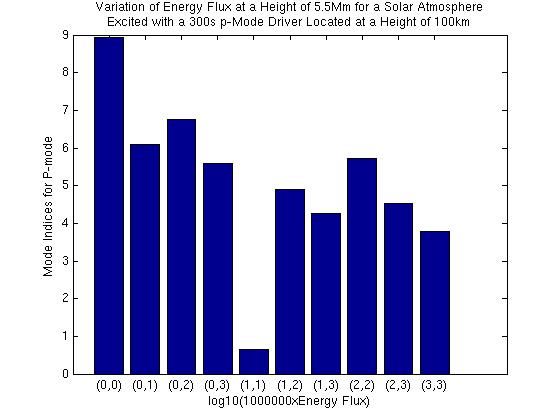 Variation of Energy Flux at a Height of 5.5Mm for a Solar Atmosphere
Excited with a 300s p-Mode Driver Located at a Height of 100km
9
8
7
6
5
4
3
2
1
0
Mode Indices for P-mode
(0,0) (0,1) (0,2) (0,3) (1,1) (1,2) (1,3) (2,2) (2,3) (3,3)
log10(1000000xEnergy Flux)